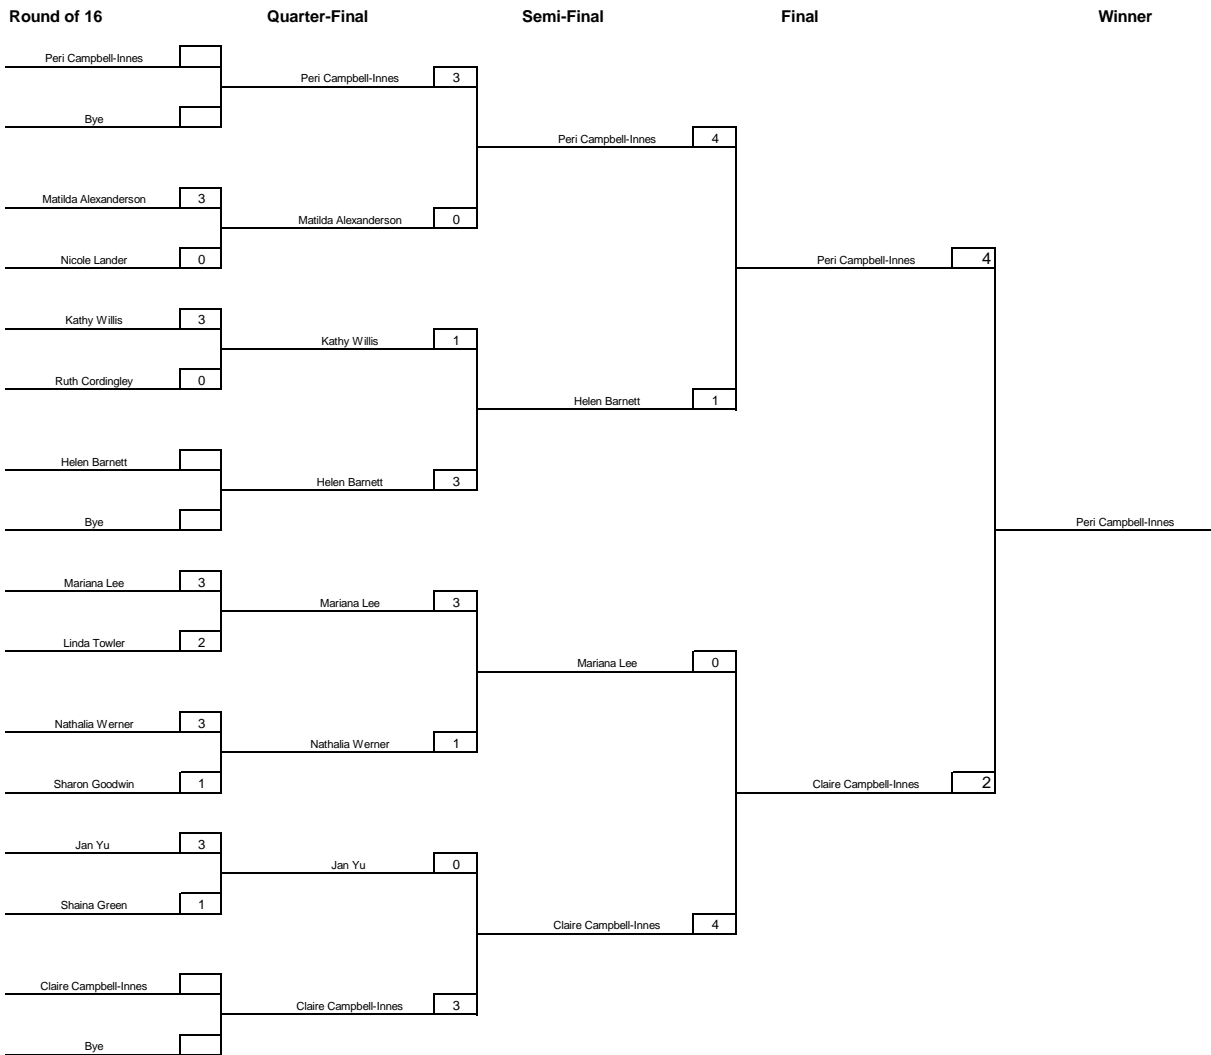 Round of 16 Quarter-Final Semi-Final Final Winner
Peri Campbell-Innes
Peri Campbell-Innes 3
Bye
Peri Campbell-Innes 4
Matilda Alexanderson 3
Matilda Alexanderson 0
Nicole Lander 0
Peri Campbell-Innes 4
Kathy Willis 3
Kathy Willis 1
Ruth Cordingley 0
Helen Barnett 1
Helen Barnett
Helen Barnett 3
Bye
Peri Campbell-Innes
Mariana Lee 3
Mariana Lee 3
Linda Towler 2
Mariana Lee 0
Nathalia Werner 3
Nathalia Werner 1
Sharon Goodwin 1
Claire Campbell-Innes 2
Jan Yu 3
Jan Yu 0
Shaina Green 1
Claire Campbell-Innes 4
Claire Campbell-Innes
Claire Campbell-Innes 3
Bye